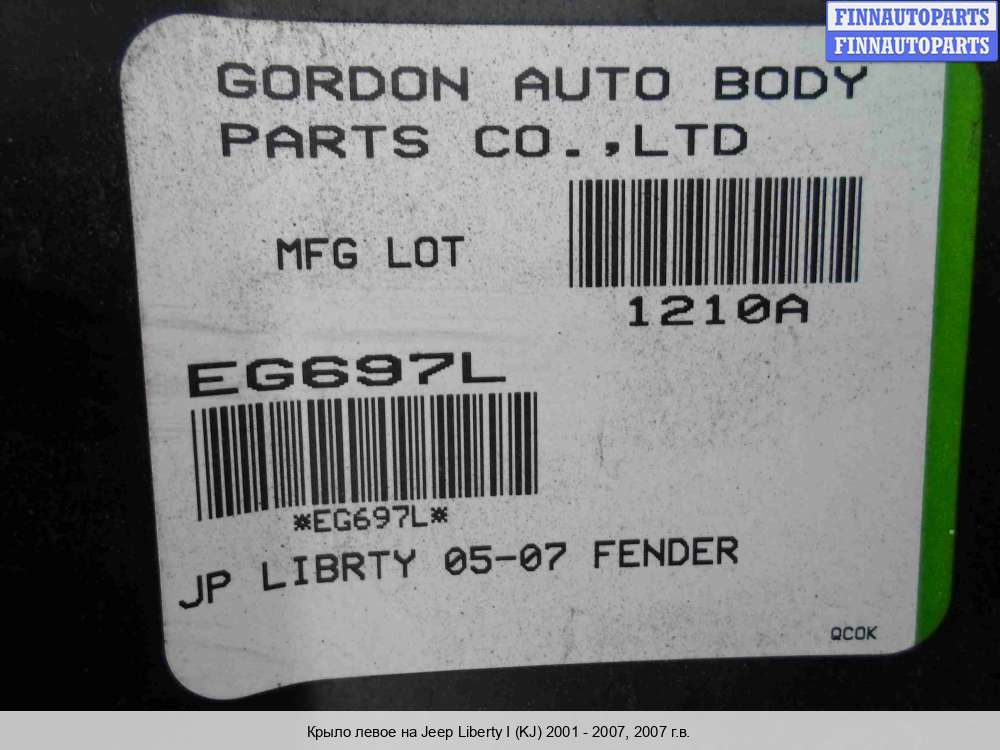 FINNAUTOPARTS
FINNAUTOPARTS
GORDON AUTO BODY
PARTS CO.,LTD
MFG LOT
1210A
EG697L
*EG697L*
JP LIBRTY 05-07 FENDER
QCOK
Крыло левое на Jeep Liberty I (KJ) 2001 - 2007, 2007 г.в.